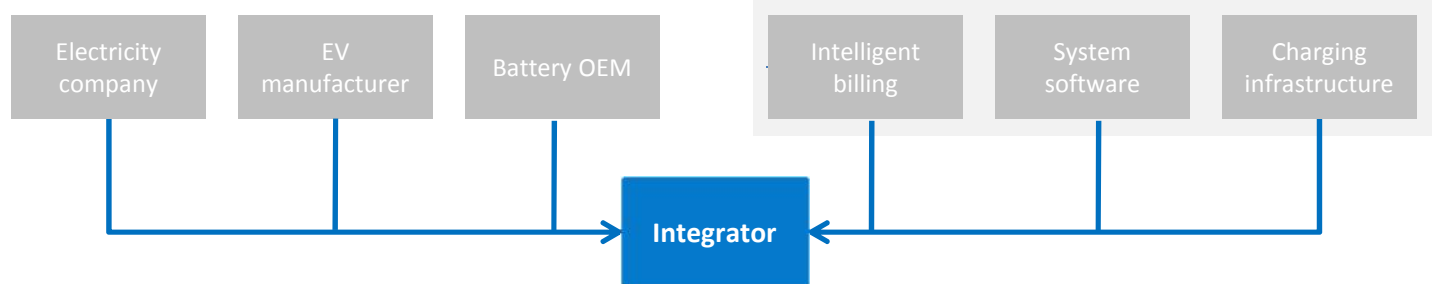 Electricity
company
EV
manufacturer
Battery OEM
Intelligent
billing
System
software
Charging
infrastructure
Integrator